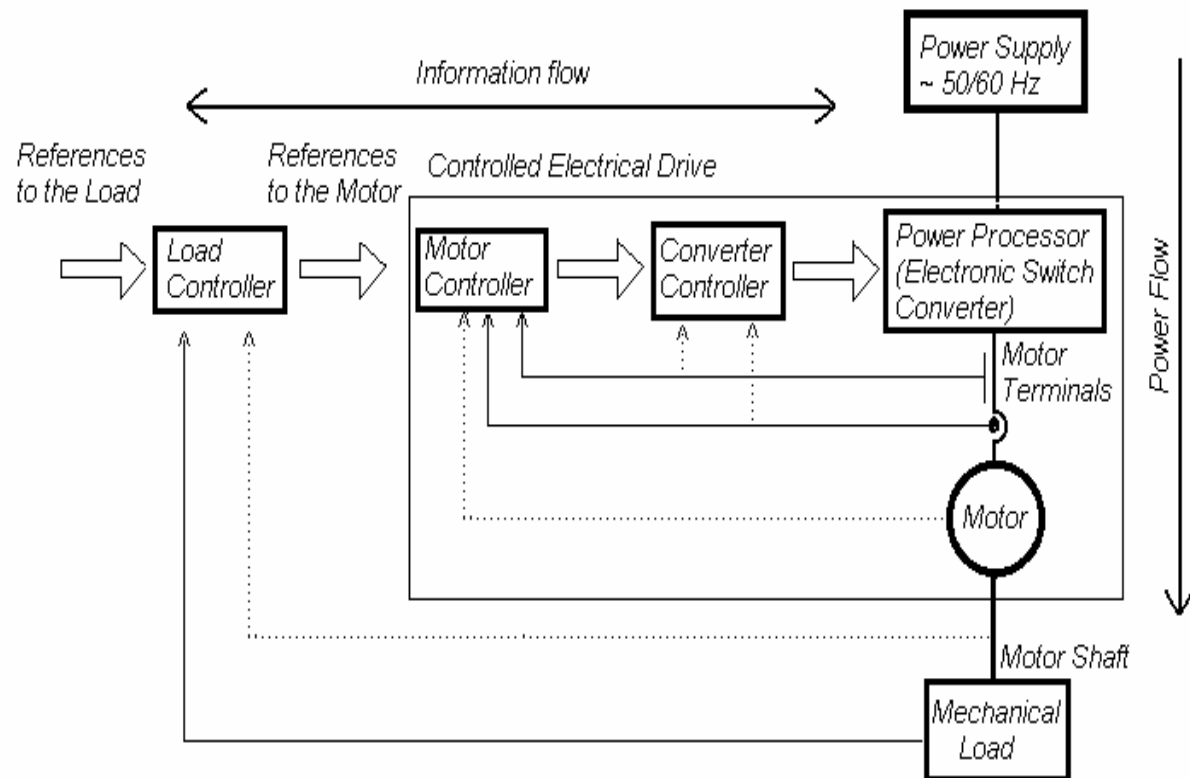 Power Supply
~ 50/60 Hz
Information flow
References
to the Load
References
to the Motor
Controlled Electrical Drive
Load
Controller
Motor
Controller
Converter
Controller
Power Processor
(Electronic Switch
Converter)
Motor
Terminals
Power Flow
Motor
Motor Shaft
Mechanical
Load